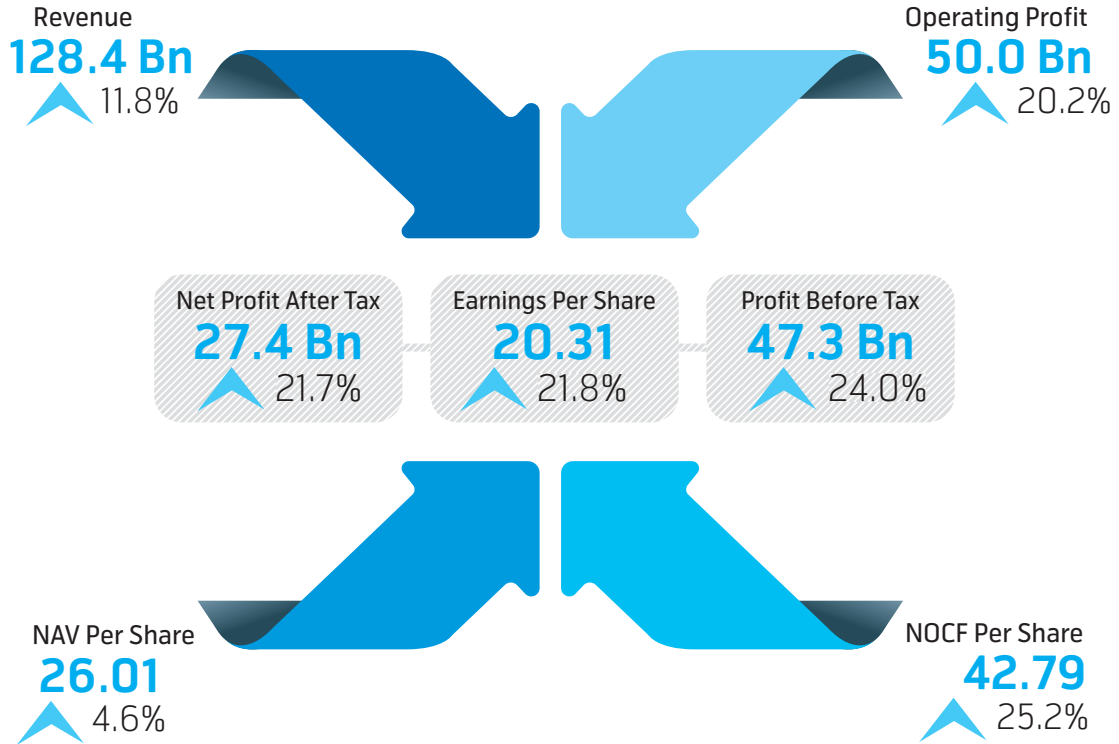 Revenue
128.4 Bn
11.8%
Operating Profit
50.0 Bn
20.2%
Net Profit After Tax
27.4 Bn
21.7%
Earnings Per Share
20.31
21.8%
Profit Before Tax
47.3 Bn
24.0%
NAV Per Share
26.01
4.6%
NOCF Per Share
42.79
25.2%